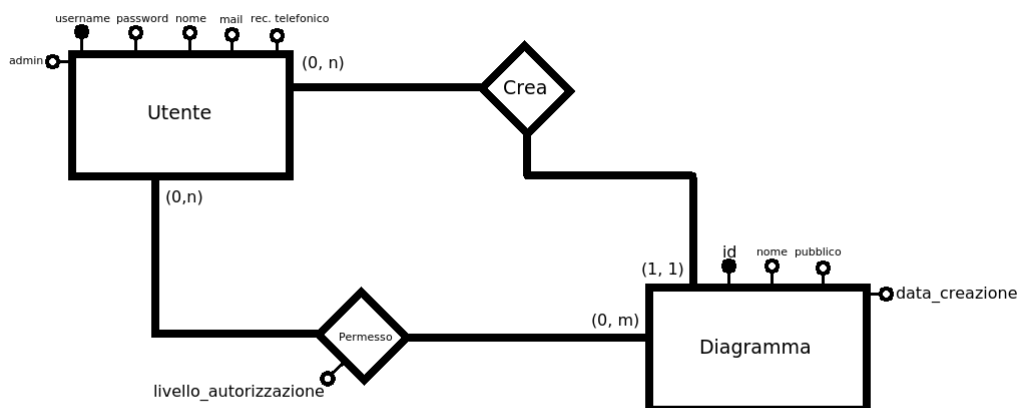 username password nome mail rec. telefonico
admin
(0, n)
Crea
Utente
(0,n)
id nome pubblico
(1, 1)
data_creazione
(0, m)
Permesso
Diagramma
livello_autorizzazione